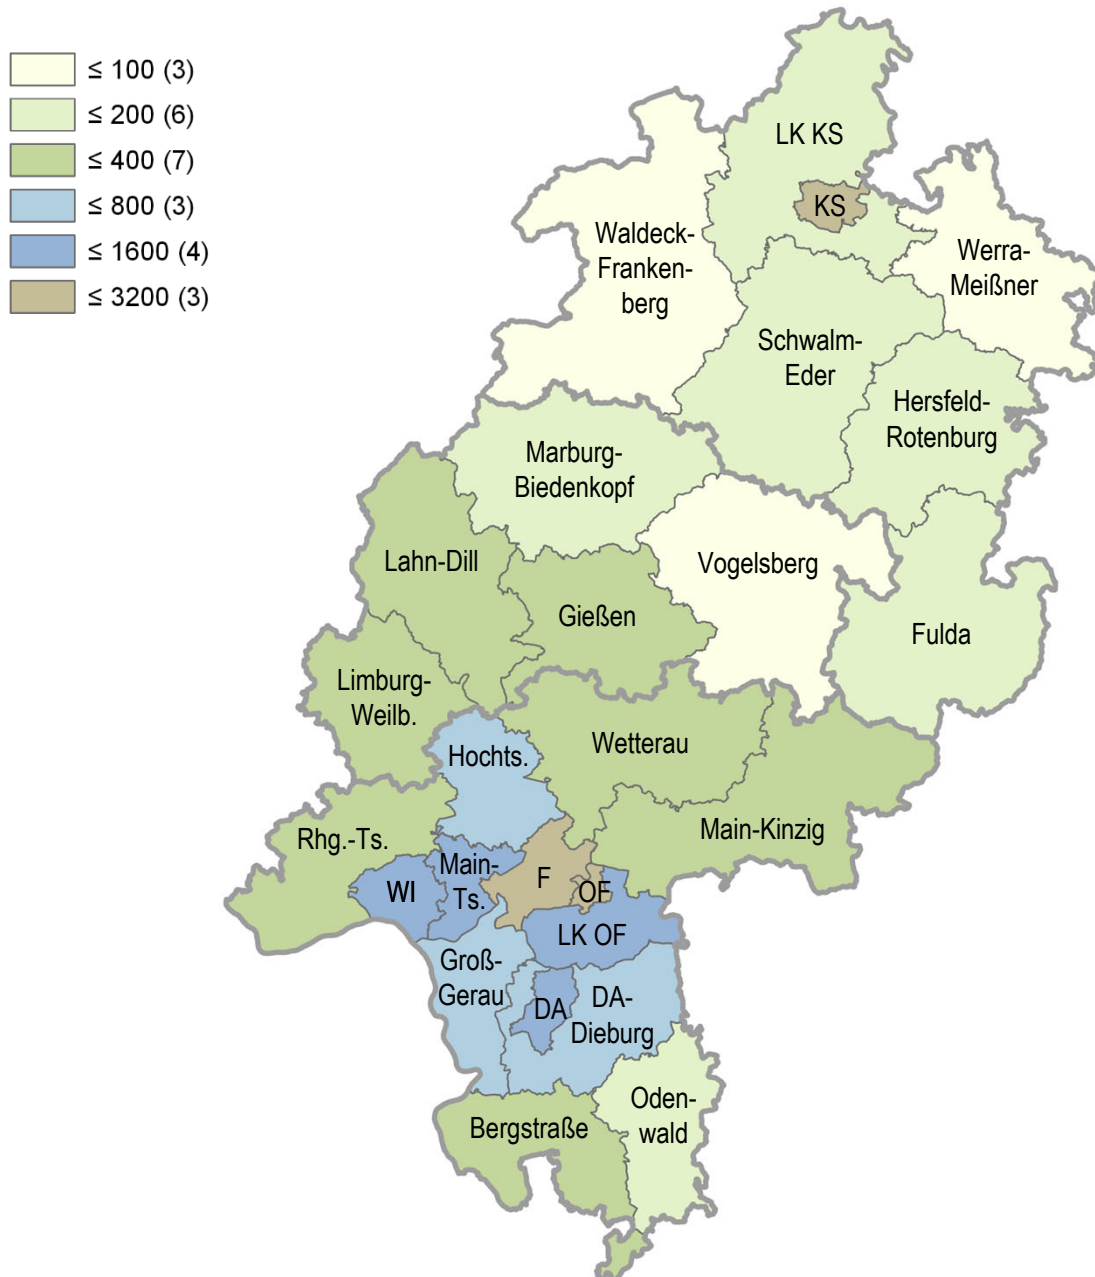 ≤ 100 (3)
≤ 200 (6)
≤ 400 (7)
≤ 800 (3)
≤ 1600 (4)
≤ 3200 (3)
LK KS
KS
Waldeck-
Franken-
berg
Werra-
Meißner
Schwalm-
Eder
Hersfeld-
Rotenburg
Marburg-
Biedenkopf
Lahn-Dill
Vogelsberg
Gießen
Fulda
Limburg-
Weilb.
Hochts.
Wetterau
Rhg.-Ts.
Main-Kinzig
Main-
Ts.
F
WI
OF
LK OF
Groß-
Gerau
DA
DA-
Dieburg
Bergstraße
Oden-
wald